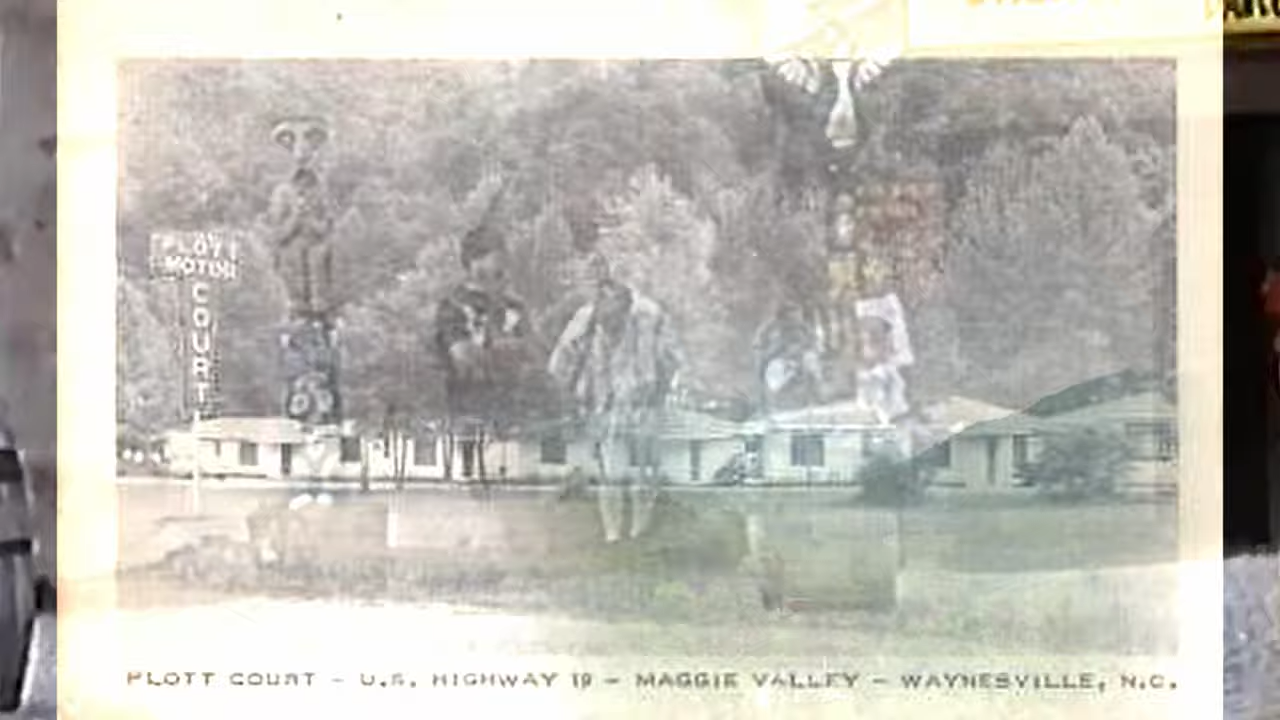 PLOTT
MOTOR
COURT
PLOTT COURT - U.S. HIGHWAY 19 - MAGGIE VALLEY - WAYNESVILLE, N.C.